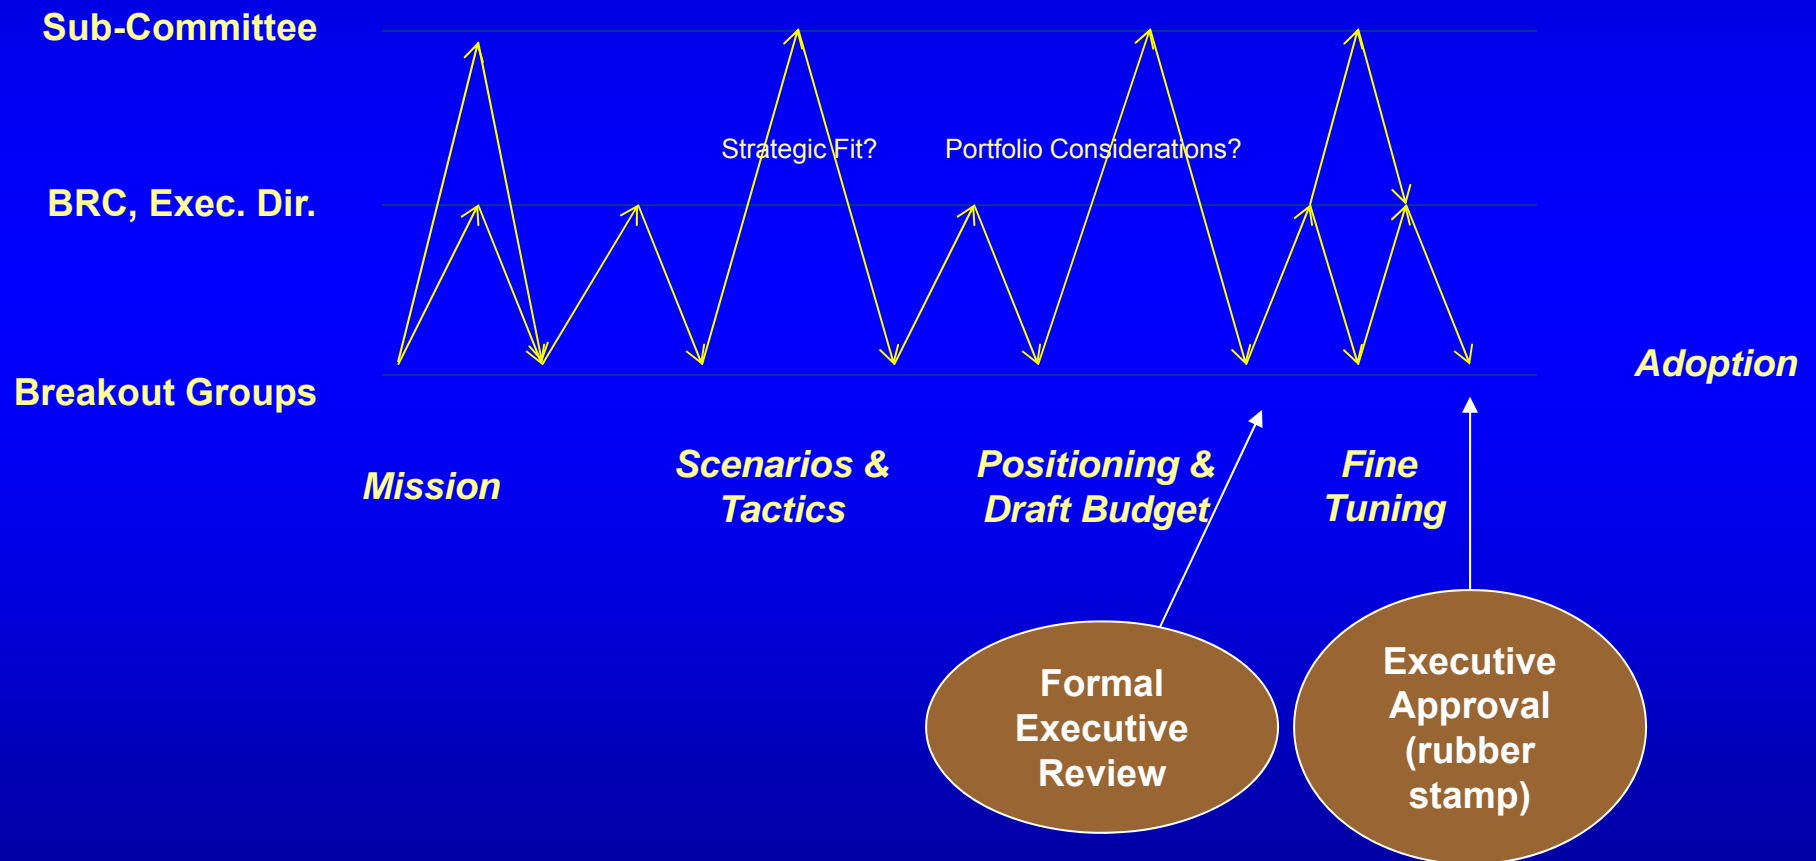 Sub-Committee
Strategic Fit?
Portfolio Considerations?
BRC, Exec. Dir.
Breakout Groups
Adoption
Mission
Scenarios &
Tactics
Positioning &
Draft Budget
Fine
Tuning
Formal
Executive
Review
Executive
Approval
(rubber
stamp)